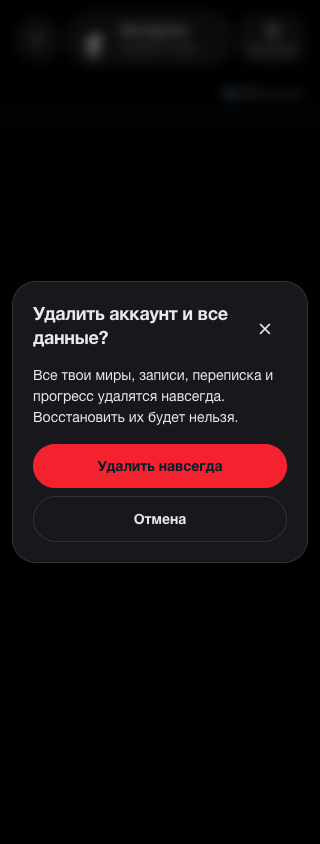 Удалить аккаунт и все
данные?
Все твои миры, записи, переписка и
прогресс удалятся навсегда.
Восстановить их будет нельзя.
Удалить навсегда
Отмена